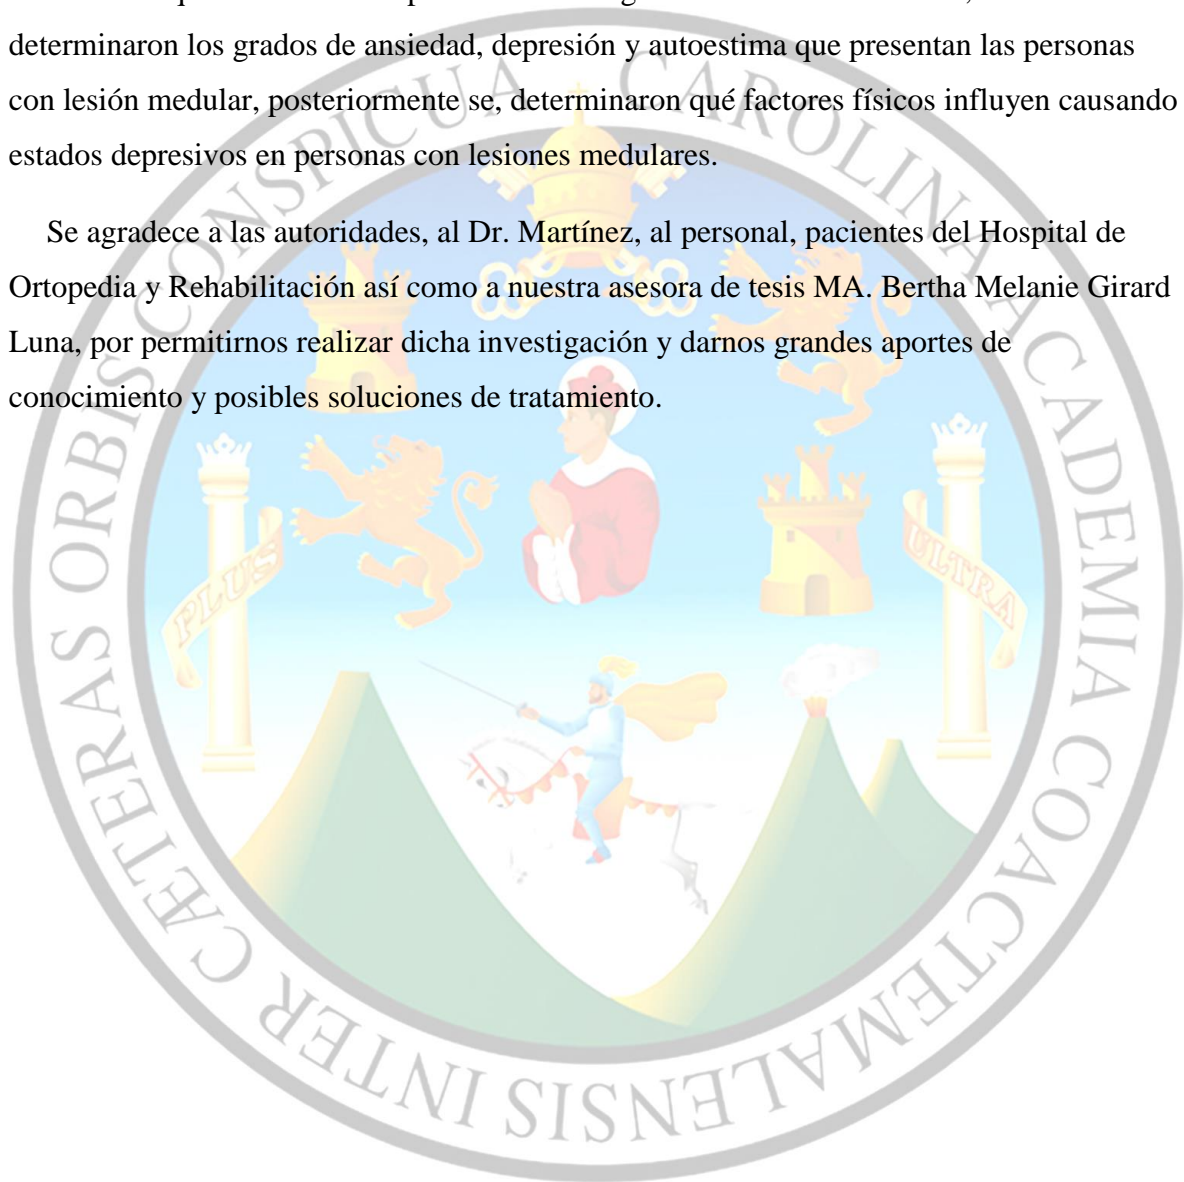 determinaron los grados de ansiedad, depresión y autoestima que presentan las personas
con lesión medular, posteriormente se, determinaron qué factores físicos influyen causando
estados depresivos en personas con lesiones medulares.
Se agradece a las autoridades, al Dr. Martínez, al personal, pacientes del Hospital de
Ortopedia y Rehabilitación así como a nuestra asesora de tesis MA. Bertha Melanie Girard
Luna, por permitirnos realizar dicha investigación y darnos grandes aportes de
conocimiento y posibles soluciones de tratamiento.
CÆTERAS ORBIS CONSPICUA CAROLINA ACADEMIA COACTEMALENSIS INTER
PLUS
ULTRA